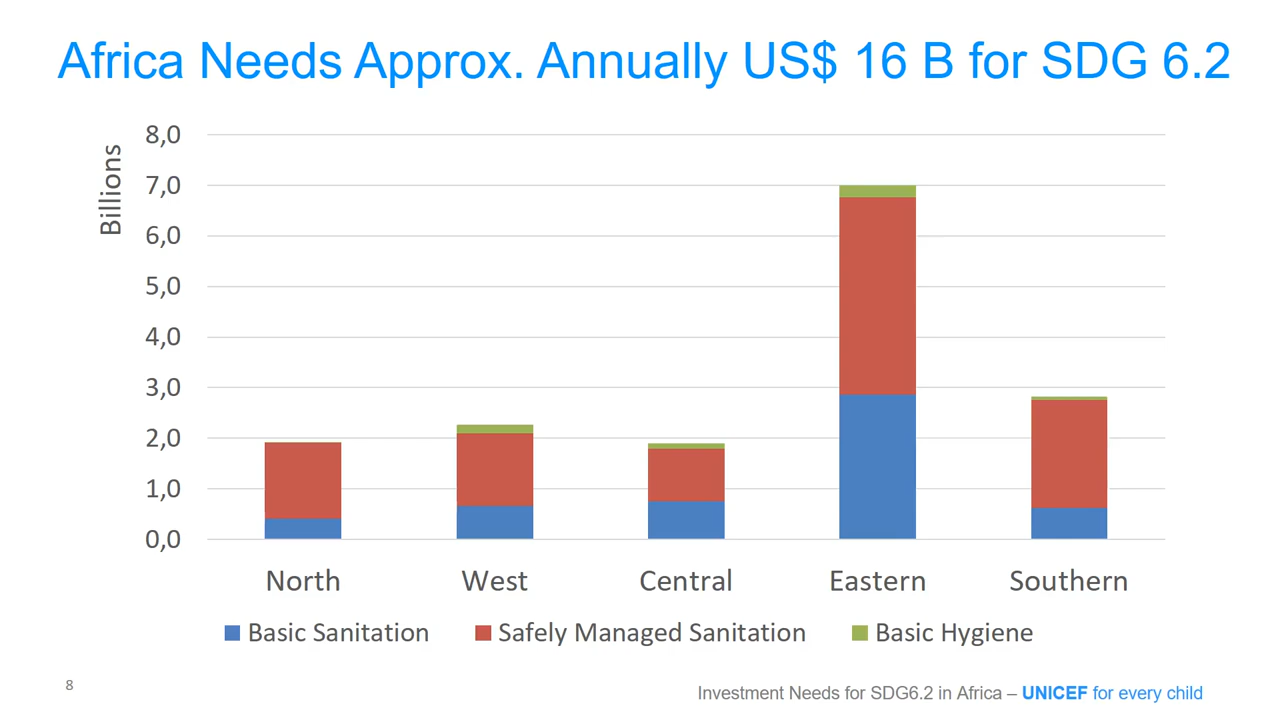 Africa Needs Approx. Annually US$ 16 B for SDG 6.2
Billions
8,0
7,0
6,0
5,0
4,0
3,0
2,0
1,0
0,0
North West Central Eastern Southern
Basic Sanitation Safely Managed Sanitation Basic Hygiene
8
Investment Needs for SDG6.2 in Africa – UNICEF for every child